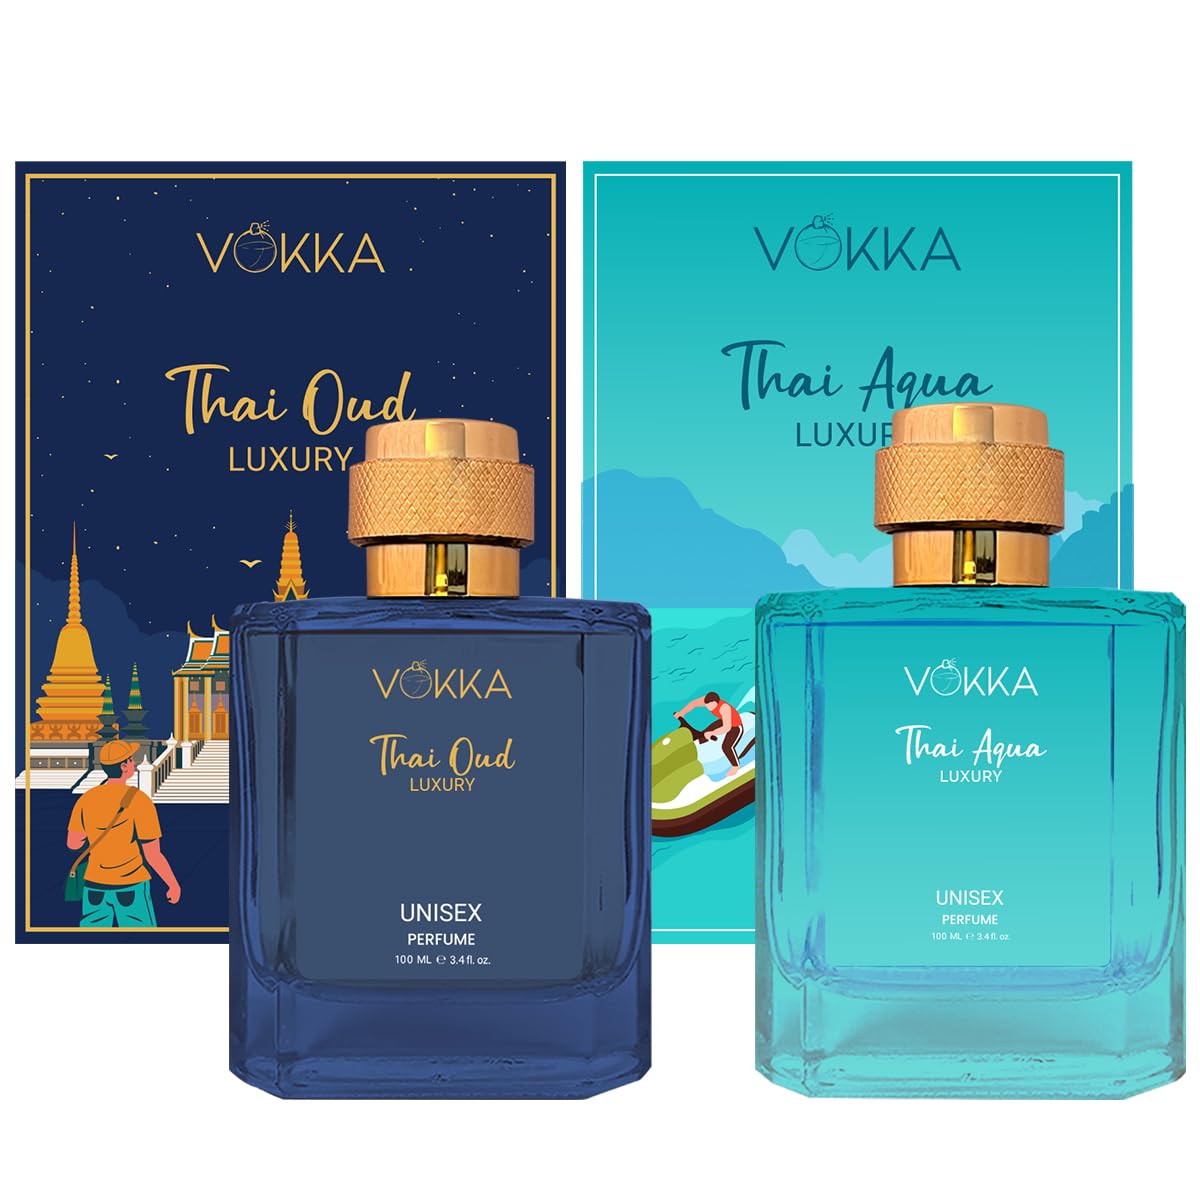 VOKKA
Thai Oud
LUXURY
VOKKA
Thai Aqua
LUXUR
VOKKA
Thai Oud
LUXURY
UNISEX
PERFUME
100 ML ℮ 3.4 fl. oz.
VOKKA
Thai Aqua
LUXURY
UNISEX
PERFUME
100 ML ℮ 3.4 fl. oz.